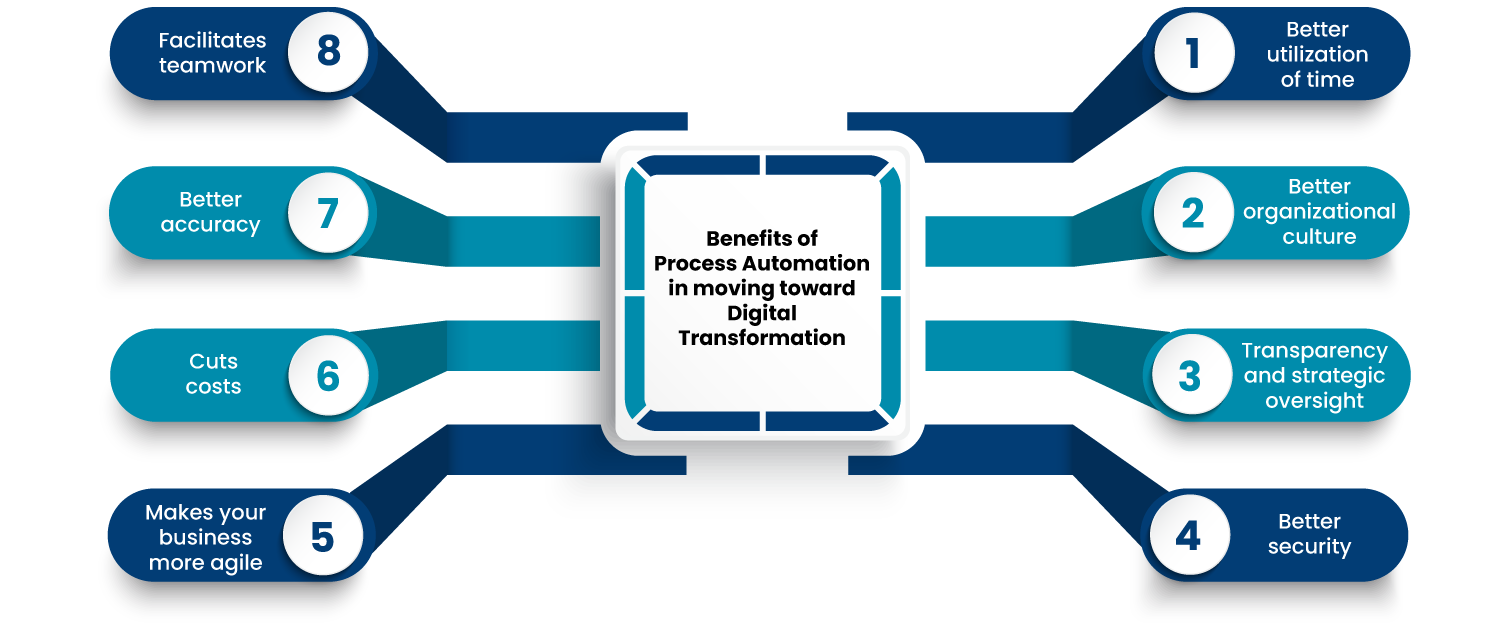 Benefits of
Process Automation
in moving toward
Digital
Transformation
1
Better
utilization
of time
2
Better
organizational
culture
3
Transparency
and strategic
oversight
4
Better
security
5
Makes your
business
more agile
6
Cuts
costs
7
Better
accuracy
8
Facilitates
teamwork